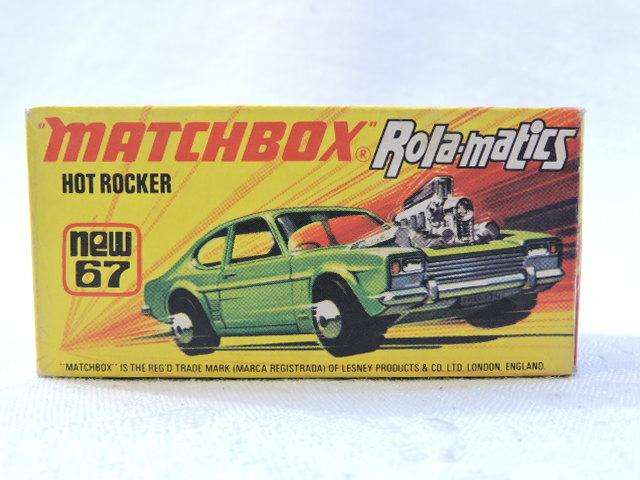 "MATCHBOX"® Rola-matics
HOT ROCKER
new
67
"MATCHBOX" IS THE REG'D TRADE MARK (MARCA REGISTRADA) OF LESNEY PRODUCTS & CO. LTD. LONDON, ENGLAND.